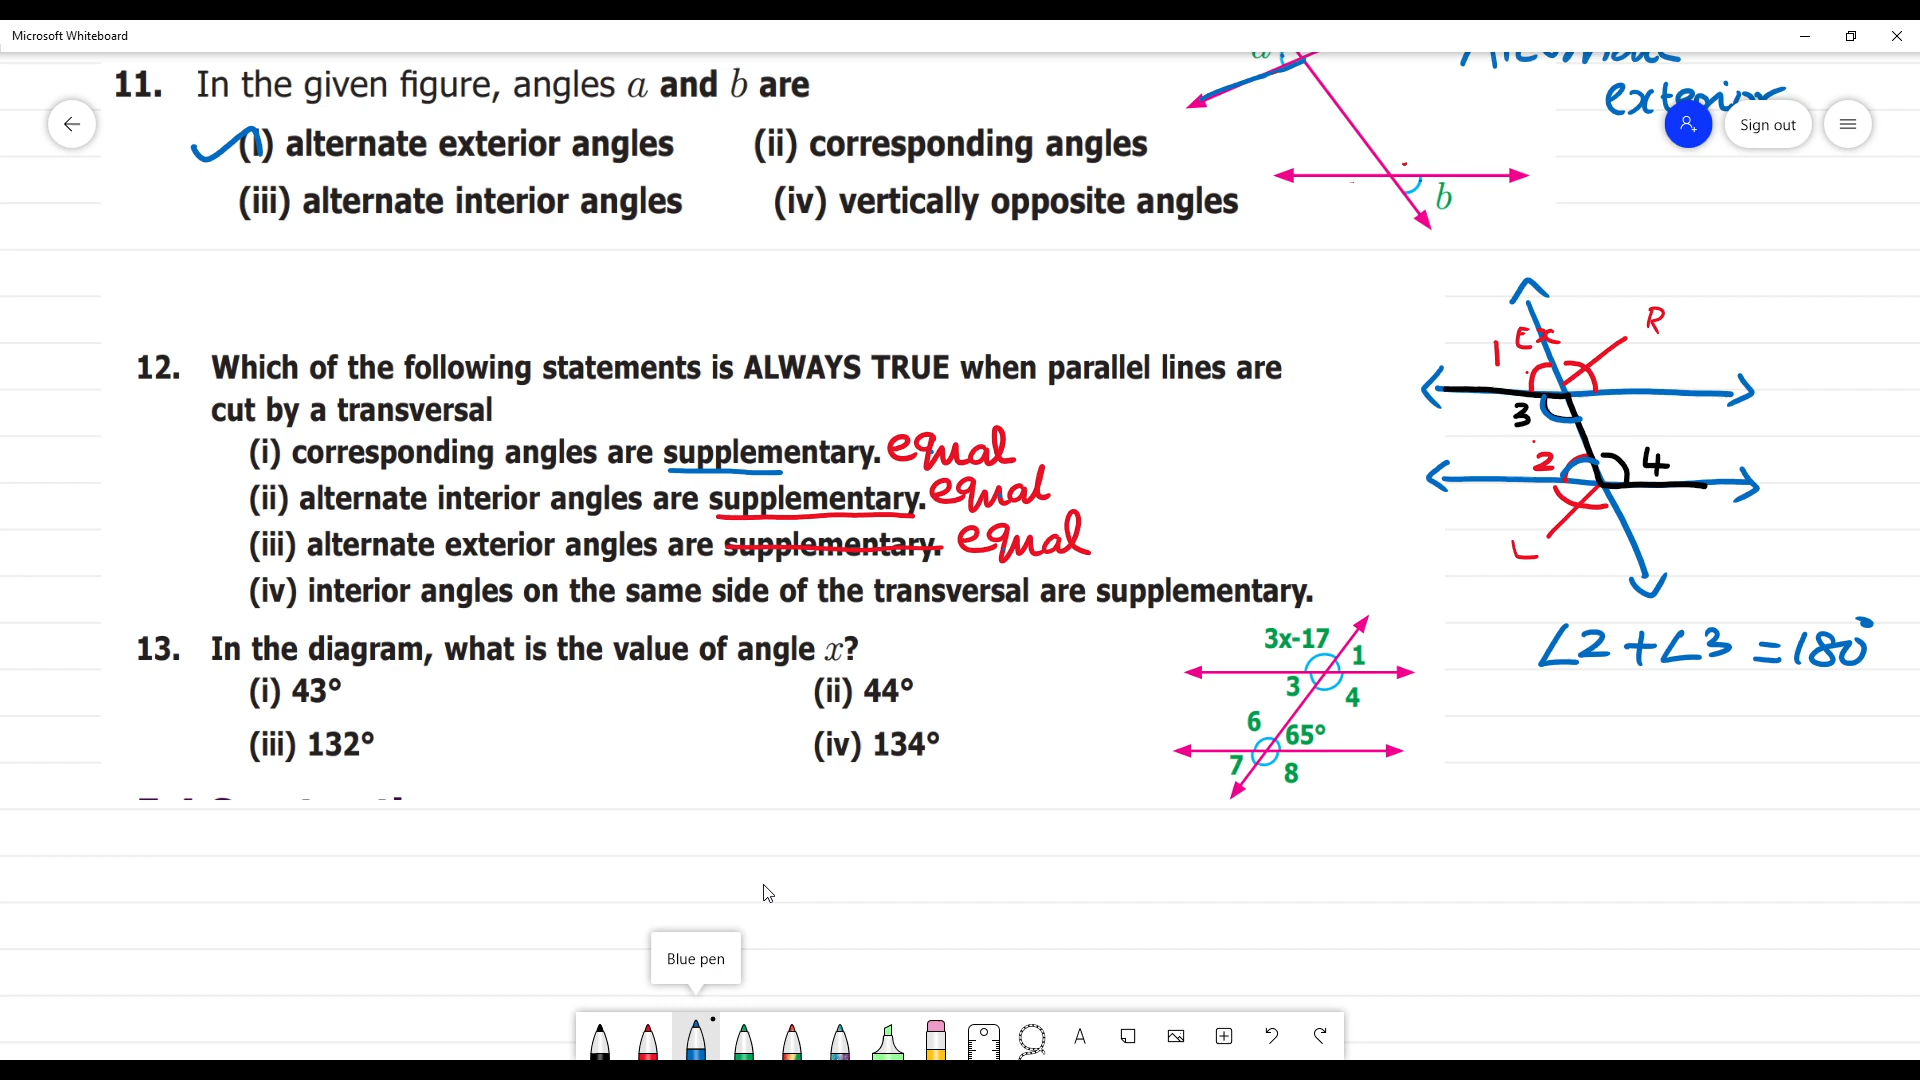 Microsoft Whiteboard
11. In the given figure, angles a and b are
(i) alternate exterior angles (ii) corresponding angles
(iii) alternate interior angles (iv) vertically opposite angles
a
b
exterior
Sign out
12. Which of the following statements is ALWAYS TRUE when parallel lines are
cut by a transversal
(i) corresponding angles are supplementary. equal
(ii) alternate interior angles are supplementary. equal
(iii) alternate exterior angles are supplementary. equal
(iv) interior angles on the same side of the transversal are supplementary.
1 Ex R
3
2 4
L
∠2 + ∠3 = 180°
13. In the diagram, what is the value of angle x?
(i) 43° (ii) 44°
(iii) 132° (iv) 134°
3x-17 1
3 4
6 65°
7 8
Blue pen
A